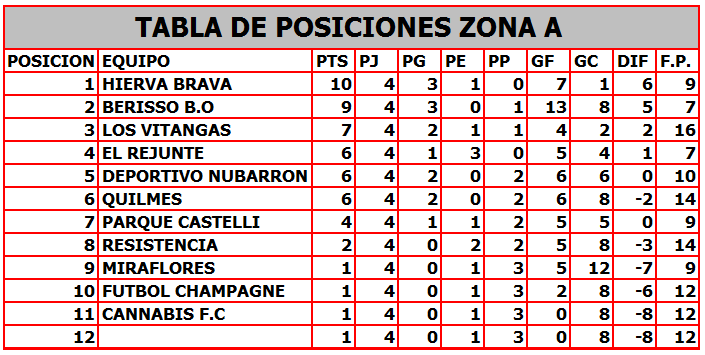 TABLA DE POSICIONES ZONA A
POSICION EQUIPO PTS PJ PG PE PP GF GC DIF F.P.
1 HIERVA BRAVA 10 4 3 1 0 7 1 6 9
2 BERISSO B.O 9 4 3 0 1 13 8 5 7
3 LOS VITANGAS 7 4 2 1 1 4 2 2 16
4 EL REJUNTE 6 4 1 3 0 5 4 1 7
5 DEPORTIVO NUBARRON 6 4 2 0 2 6 6 0 10
6 QUILMES 6 4 2 0 2 6 8 -2 14
7 PARQUE CASTELLI 4 4 1 1 2 5 5 0 9
8 RESISTENCIA 2 4 0 2 2 5 8 -3 14
9 MIRAFLORES 1 4 0 1 3 5 12 -7 9
10 FUTBOL CHAMPAGNE 1 4 0 1 3 2 8 -6 12
11 CANNABIS F.C 1 4 0 1 3 0 8 -8 12
12 1 4 0 1 3 0 8 -8 12